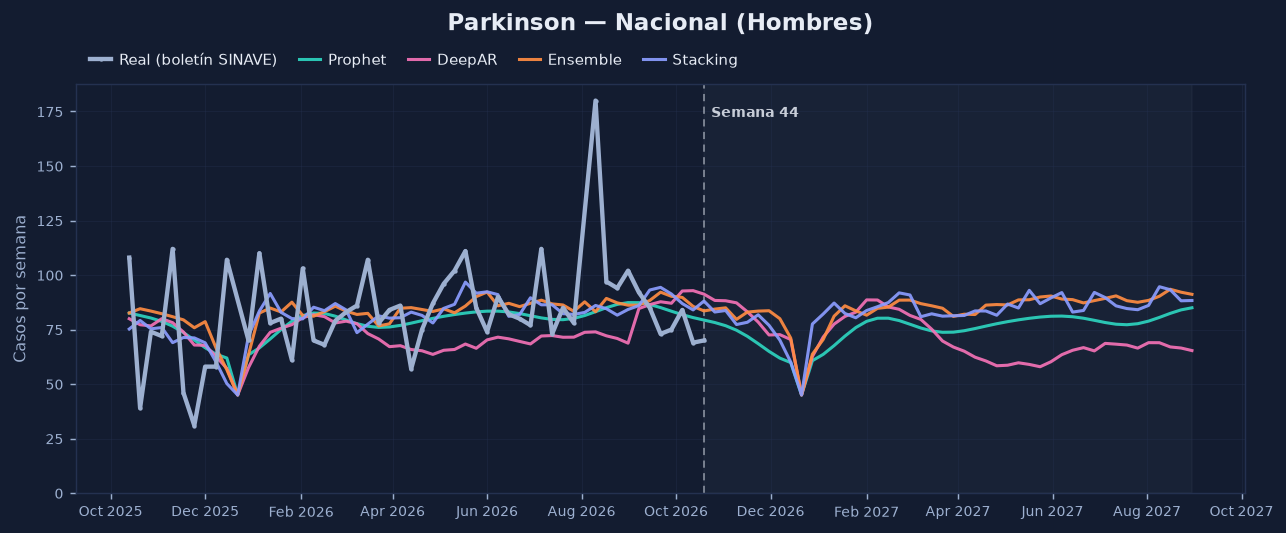 Parkinson — Nacional (Hombres)
Real (boletín SINAVE) Prophet DeepAR Ensemble Stacking
Semana 44
Casos por semana
175
150
125
100
75
50
25
0
Oct 2025 Dec 2025 Feb 2026 Apr 2026 Jun 2026 Aug 2026 Oct 2026 Dec 2026 Feb 2027 Apr 2027 Jun 2027 Aug 2027 Oct 2027